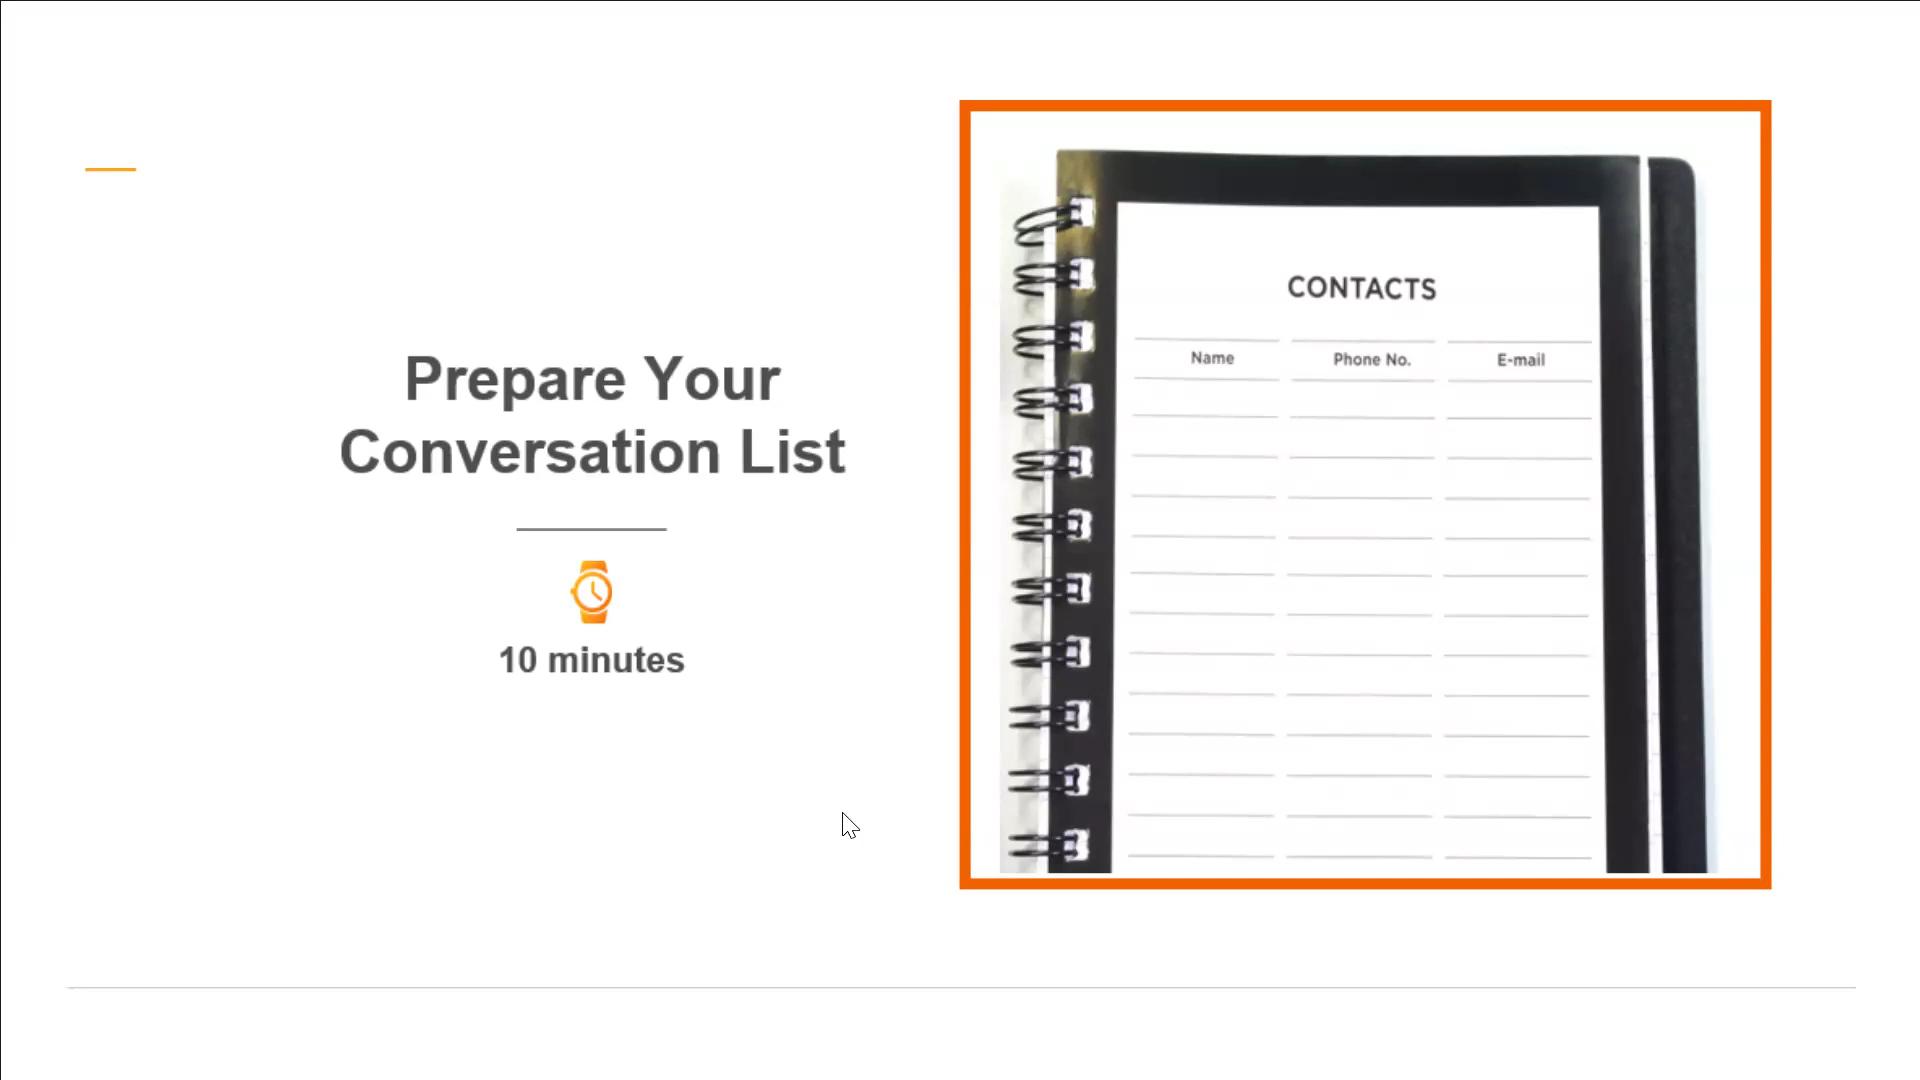 Prepare Your
Conversation List
10 minutes
CONTACTS
Name Phone No. E-mail